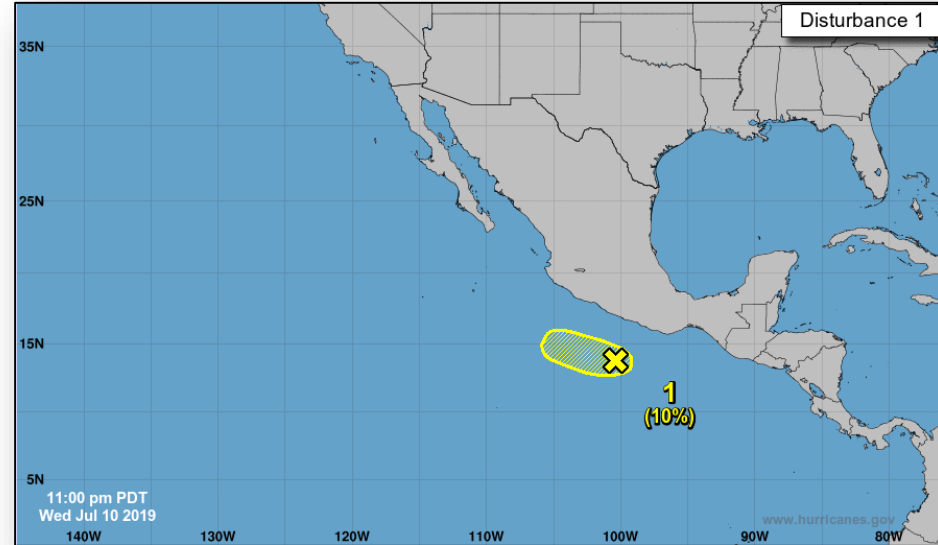 Disturbance 1
35N
25N
15N
1
(10%)
5N
11:00 pm PDT
Wed Jul 10 2019
www.hurricanes.gov
140W 130W 120W 110W 100W 90W 80W